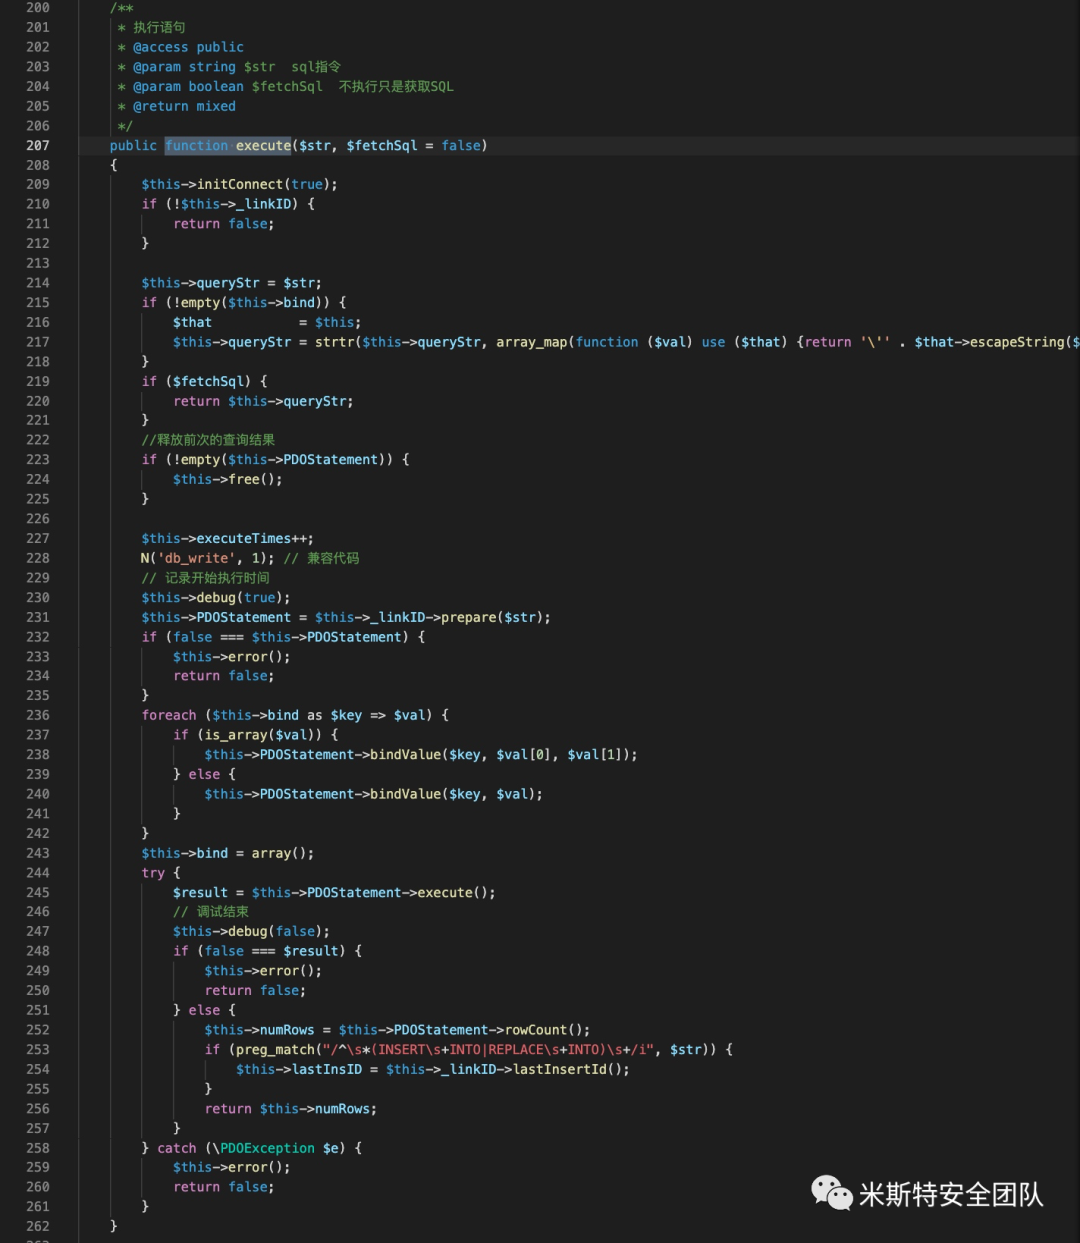 200 /**
201 * 执行语句
202 * @access public
203 * @param string $str  sql指令
204 * @param boolean $fetchSql  不执行只是获取SQL
205 * @return mixed
206 */
207 public function execute($str, $fetchSql = false)
208 {
209 $this->initConnect(true);
210 if (!$this->_linkID) {
211 return false;
212 }
213
214 $this->queryStr = $str;
215 if (!empty($this->bind)) {
216 $that           = $this;
217 $this->queryStr = strtr($this->queryStr, array_map(function ($val) use ($that) {return '\'' . $that->escapeString($
218 }
219 if ($fetchSql) {
220 return $this->queryStr;
221 }
222 //释放前次的查询结果
223 if (!empty($this->PDOStatement)) {
224 $this->free();
225 }
226
227 $this->executeTimes++;
228 N('db_write', 1); // 兼容代码
229 // 记录开始执行时间
230 $this->debug(true);
231 $this->PDOStatement = $this->_linkID->prepare($str);
232 if (false === $this->PDOStatement) {
233 $this->error();
234 return false;
235 }
236 foreach ($this->bind as $key => $val) {
237 if (is_array($val)) {
238 $this->PDOStatement->bindValue($key, $val[0], $val[1]);
239 } else {
240 $this->PDOStatement->bindValue($key, $val);
241 }
242 }
243 $this->bind = array();
244 try {
245 $result = $this->PDOStatement->execute();
246 // 调试结束
247 $this->debug(false);
248 if (false === $result) {
249 $this->error();
250 return false;
251 } else {
252 $this->numRows = $this->PDOStatement->rowCount();
253 if (preg_match("/^\s*(INSERT\s+INTO|REPLACE\s+INTO)\s+/i", $str)) {
254 $this->lastInsID = $this->_linkID->lastInsertId();
255 }
256 return $this->numRows;
257 }
258 } catch (\PDOException $e) {
259 $this->error();
260 return false;
261 }
262 }
米斯特安全团队